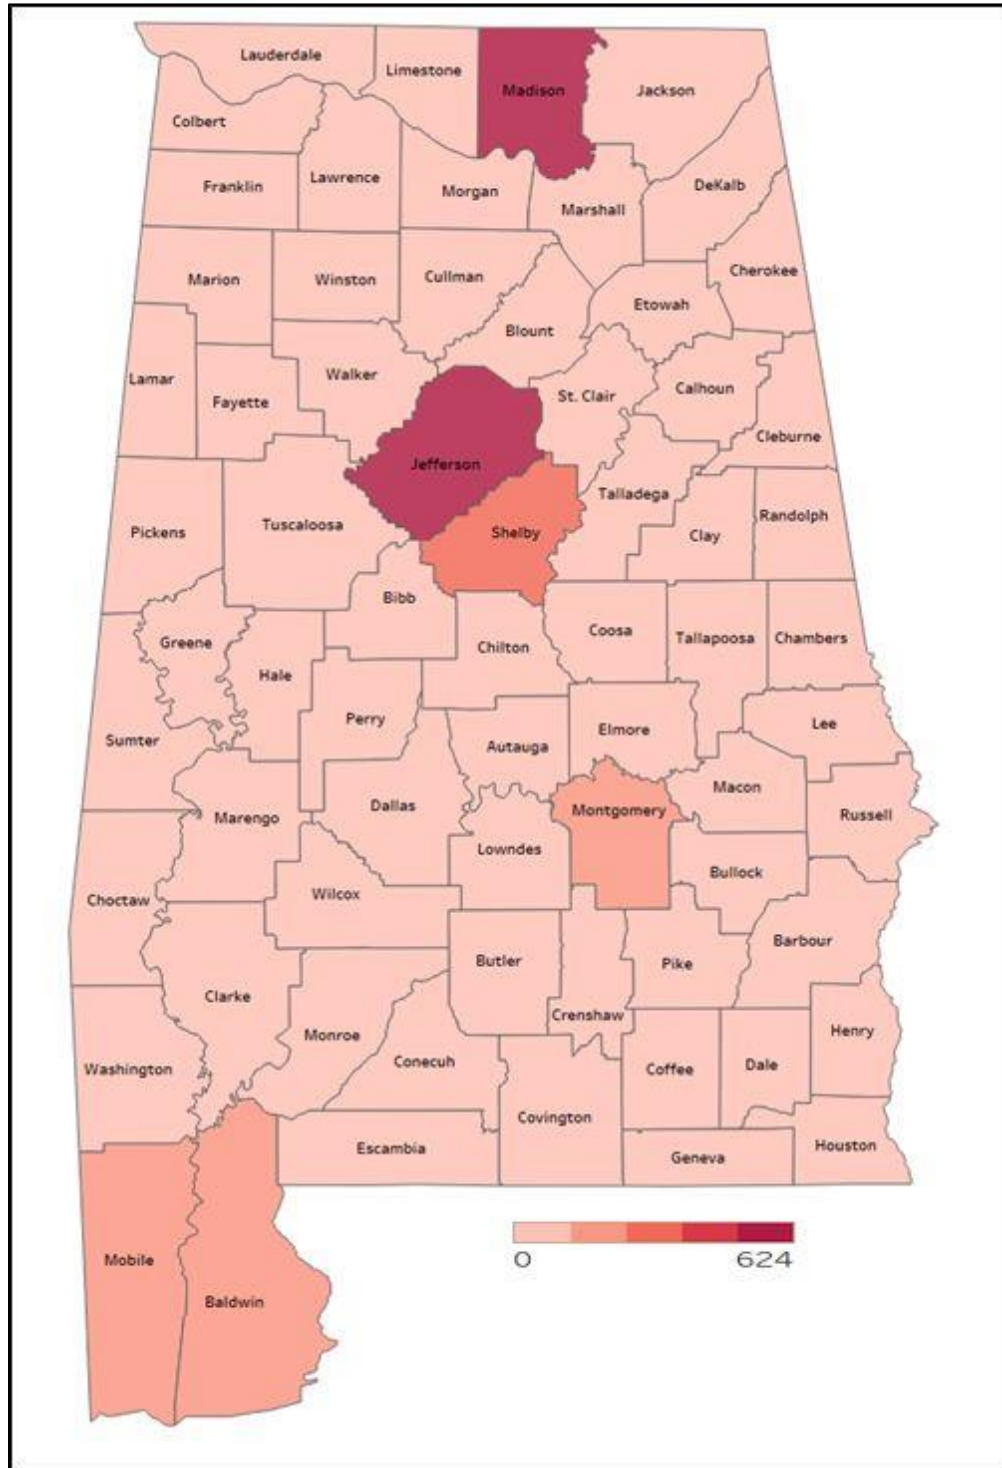 Lauderdale
Limestone
Madison
Jackson
Colbert
Franklin
Lawrence
Morgan
Marshall
DeKalb
Marion
Winston
Cullman
Cherokee
Etowah
Blount
Lamar
Fayette
Walker
St. Clair
Calhoun
Cleburne
Jefferson
Pickens
Tuscaloosa
Shelby
Talladega
Clay
Randolph
Bibb
Greene
Hale
Chilton
Coosa
Tallapoosa
Chambers
Sumter
Perry
Autauga
Elmore
Lee
Marengo
Dallas
Lowndes
Montgomery
Macon
Russell
Choctaw
Wilcox
Bullock
Clarke
Butler
Pike
Barbour
Washington
Monroe
Conecuh
Crenshaw
Coffee
Dale
Henry
Escambia
Covington
Geneva
Houston
Mobile
Baldwin
0 624